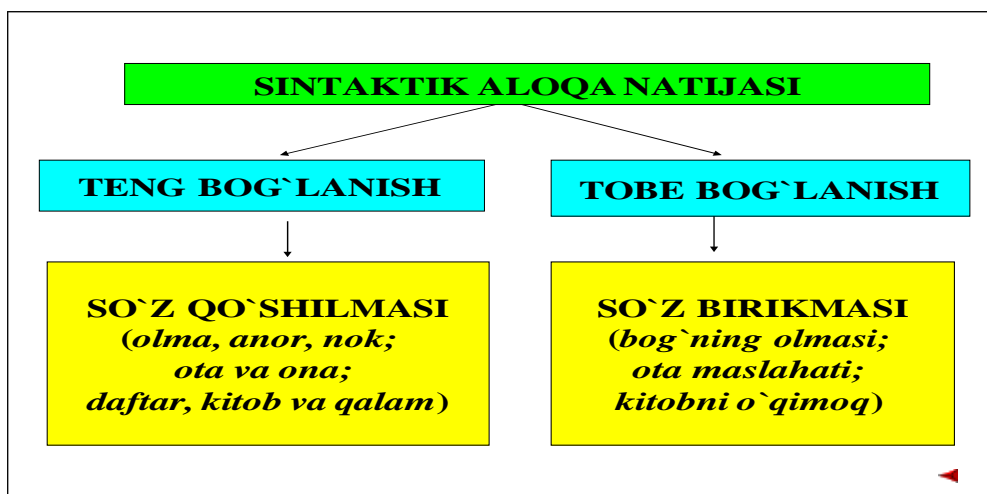 SINTAKTIK ALOQA NATIJASI
TENG BOG`LANISH
TOBE BOG`LANISH
SO`Z QO`SHILMASI
(olma, anor, nok;
ota va ona;
daftar, kitob va qalam)
SO`Z BIRIKMASI
(bog`ning olmasi;
ota maslahati;
kitobni o`qimoq)